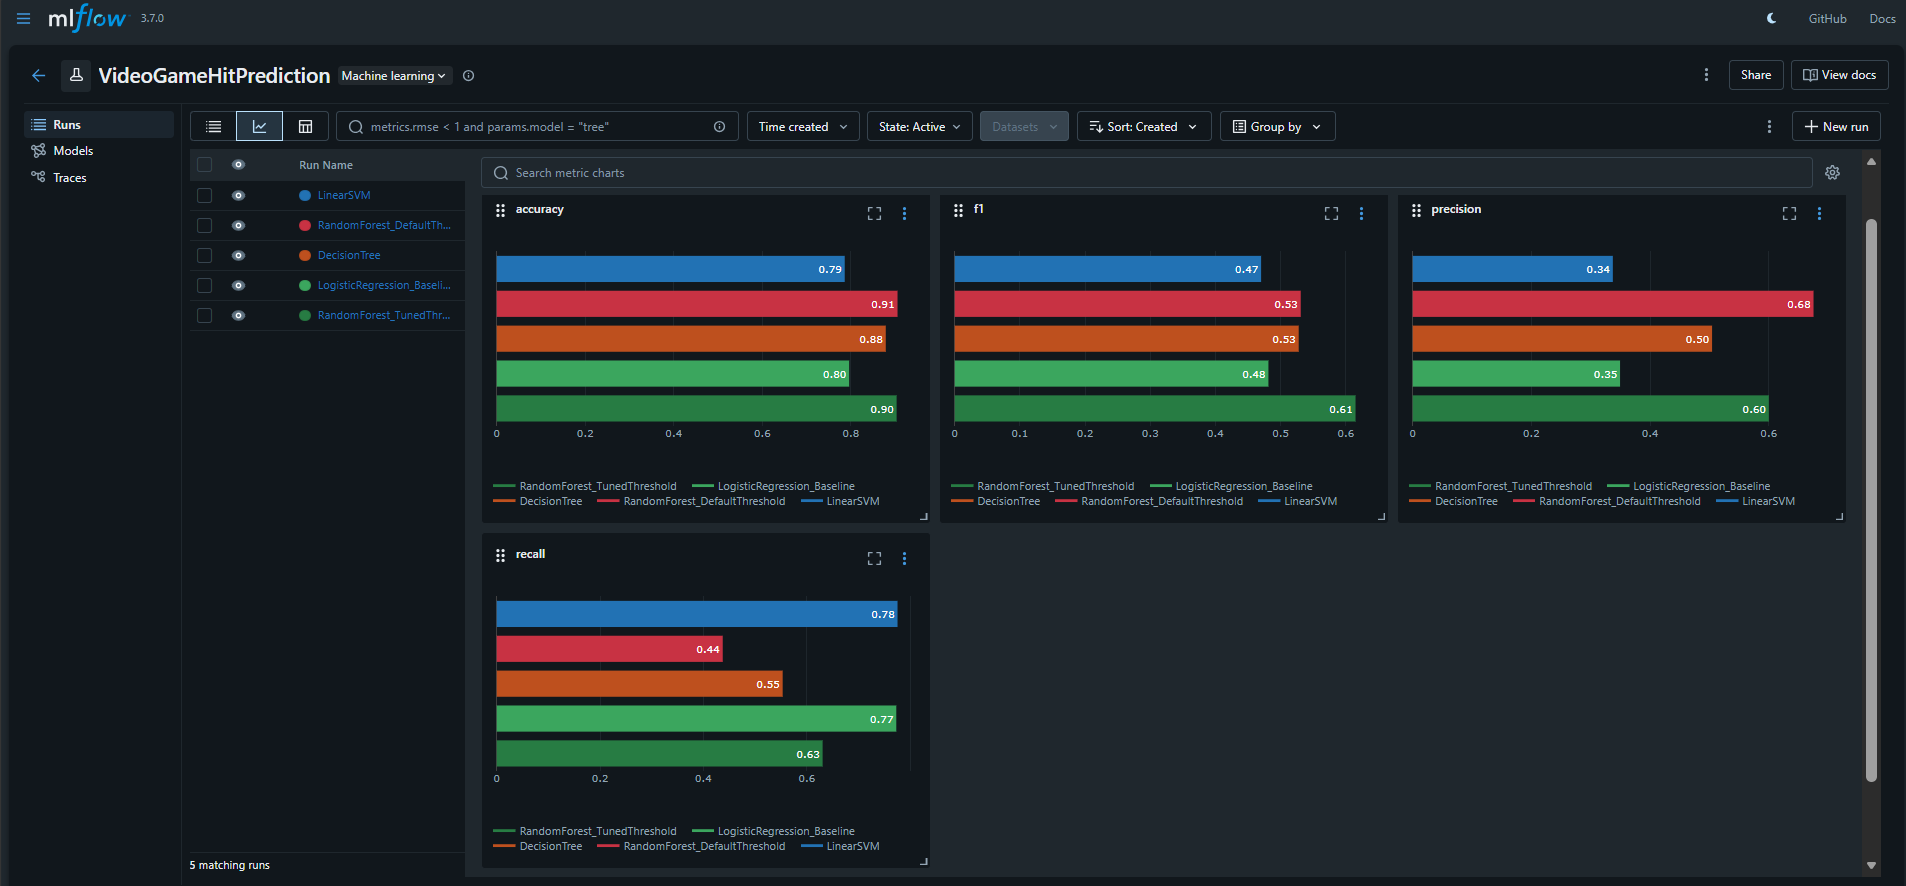 mlflow 3.7.0
GitHub Docs
VideoGameHitPrediction Machine learning
Share View docs
Runs
Models
Traces
metrics.rmse < 1 and params.model = "tree"
Time created State: Active Datasets Sort: Created Group by
New run
Run Name
LinearSVM
RandomForest_DefaultTh...
DecisionTree
LogisticRegression_Baseli...
RandomForest_TunedThr...
5 matching runs
Search metric charts
accuracy
0.79
0.91
0.88
0.80
0.90
0 0.2 0.4 0.6 0.8
RandomForest_TunedThreshold LogisticRegression_Baseline
DecisionTree RandomForest_DefaultThreshold LinearSVM
f1
0.47
0.53
0.53
0.48
0.61
0 0.1 0.2 0.3 0.4 0.5 0.6
RandomForest_TunedThreshold LogisticRegression_Baseline
DecisionTree RandomForest_DefaultThreshold LinearSVM
precision
0.34
0.68
0.50
0.35
0.60
0 0.2 0.4 0.6
RandomForest_TunedThreshold LogisticRegression_Baseline
DecisionTree RandomForest_DefaultThreshold LinearSVM
recall
0.78
0.44
0.55
0.77
0.63
0 0.2 0.4 0.6
RandomForest_TunedThreshold LogisticRegression_Baseline
DecisionTree RandomForest_DefaultThreshold LinearSVM